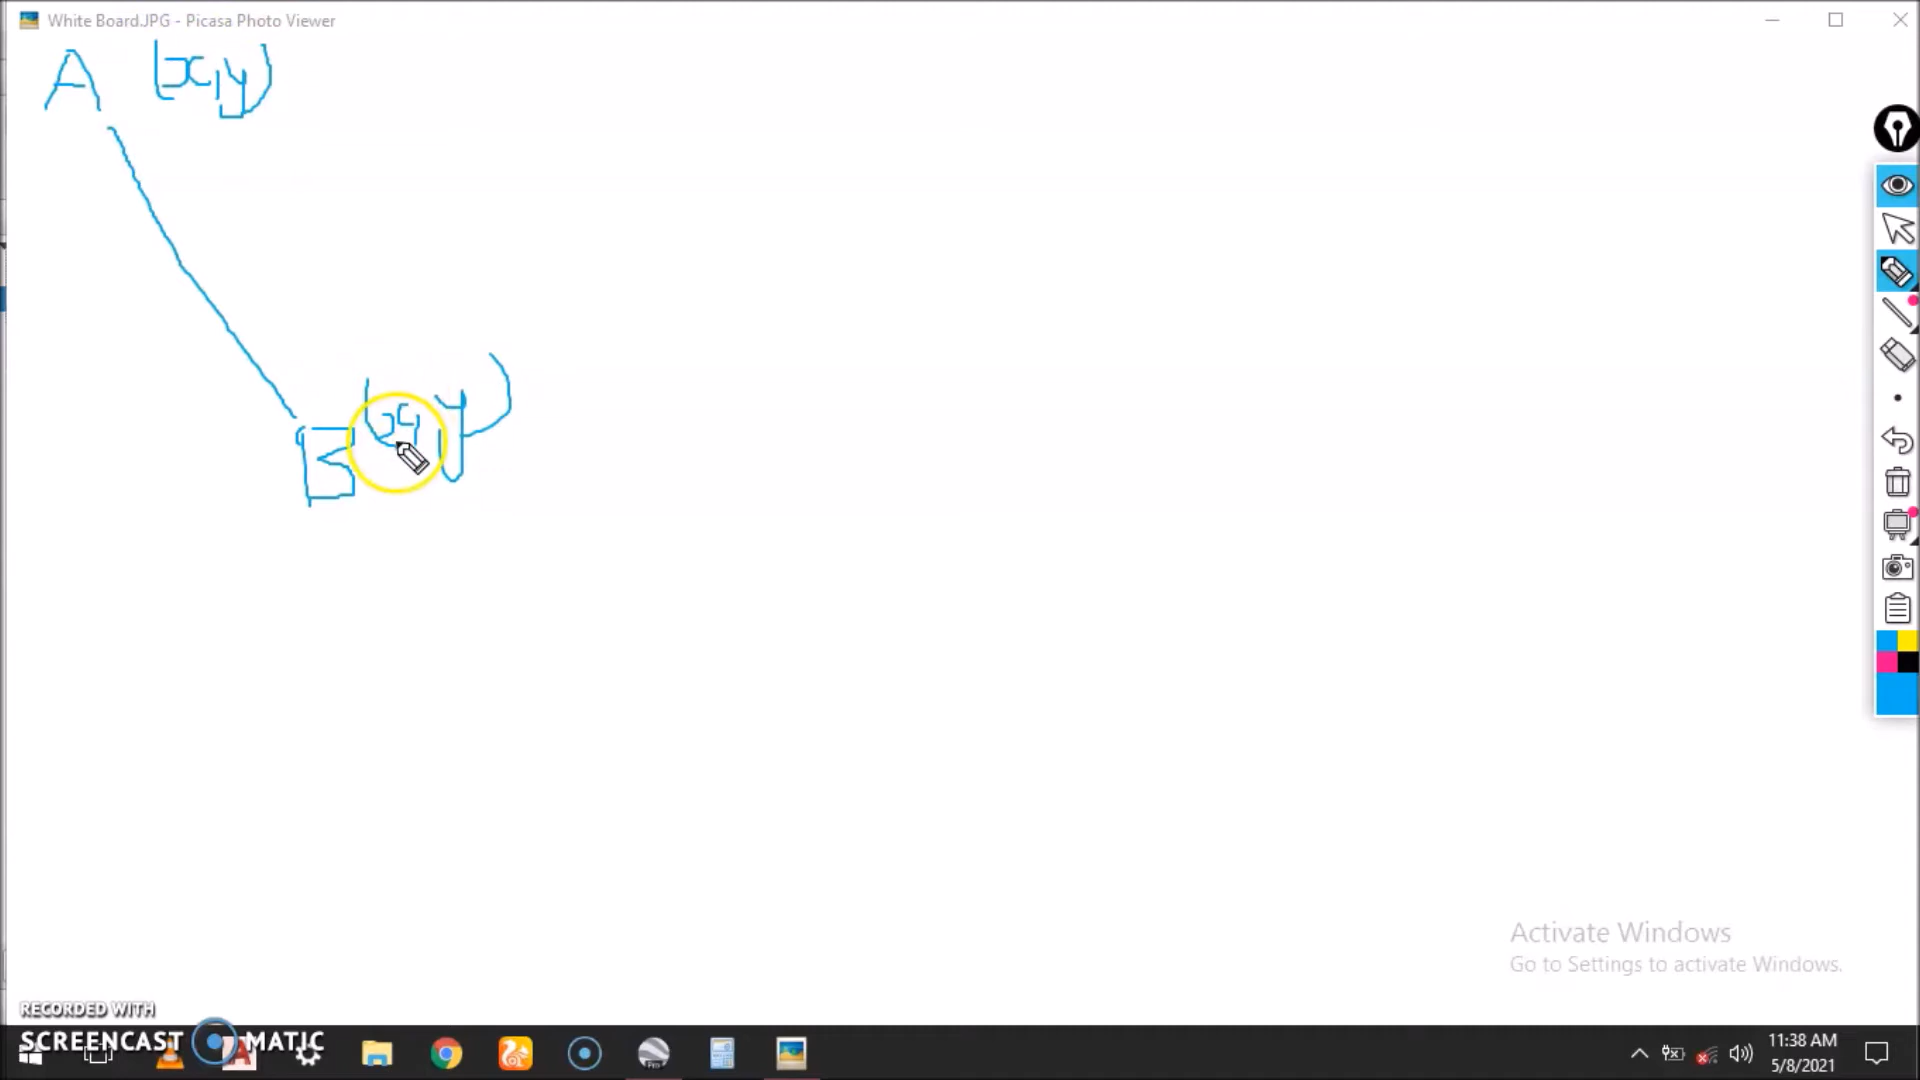 White Board.JPG - Picasa Photo Viewer
A (x,y)
B (x,y)
Activate Windows
Go to Settings to activate Windows.
RECORDED WITH
SCREENCAST MATIC
11:38 AM
5/8/2021